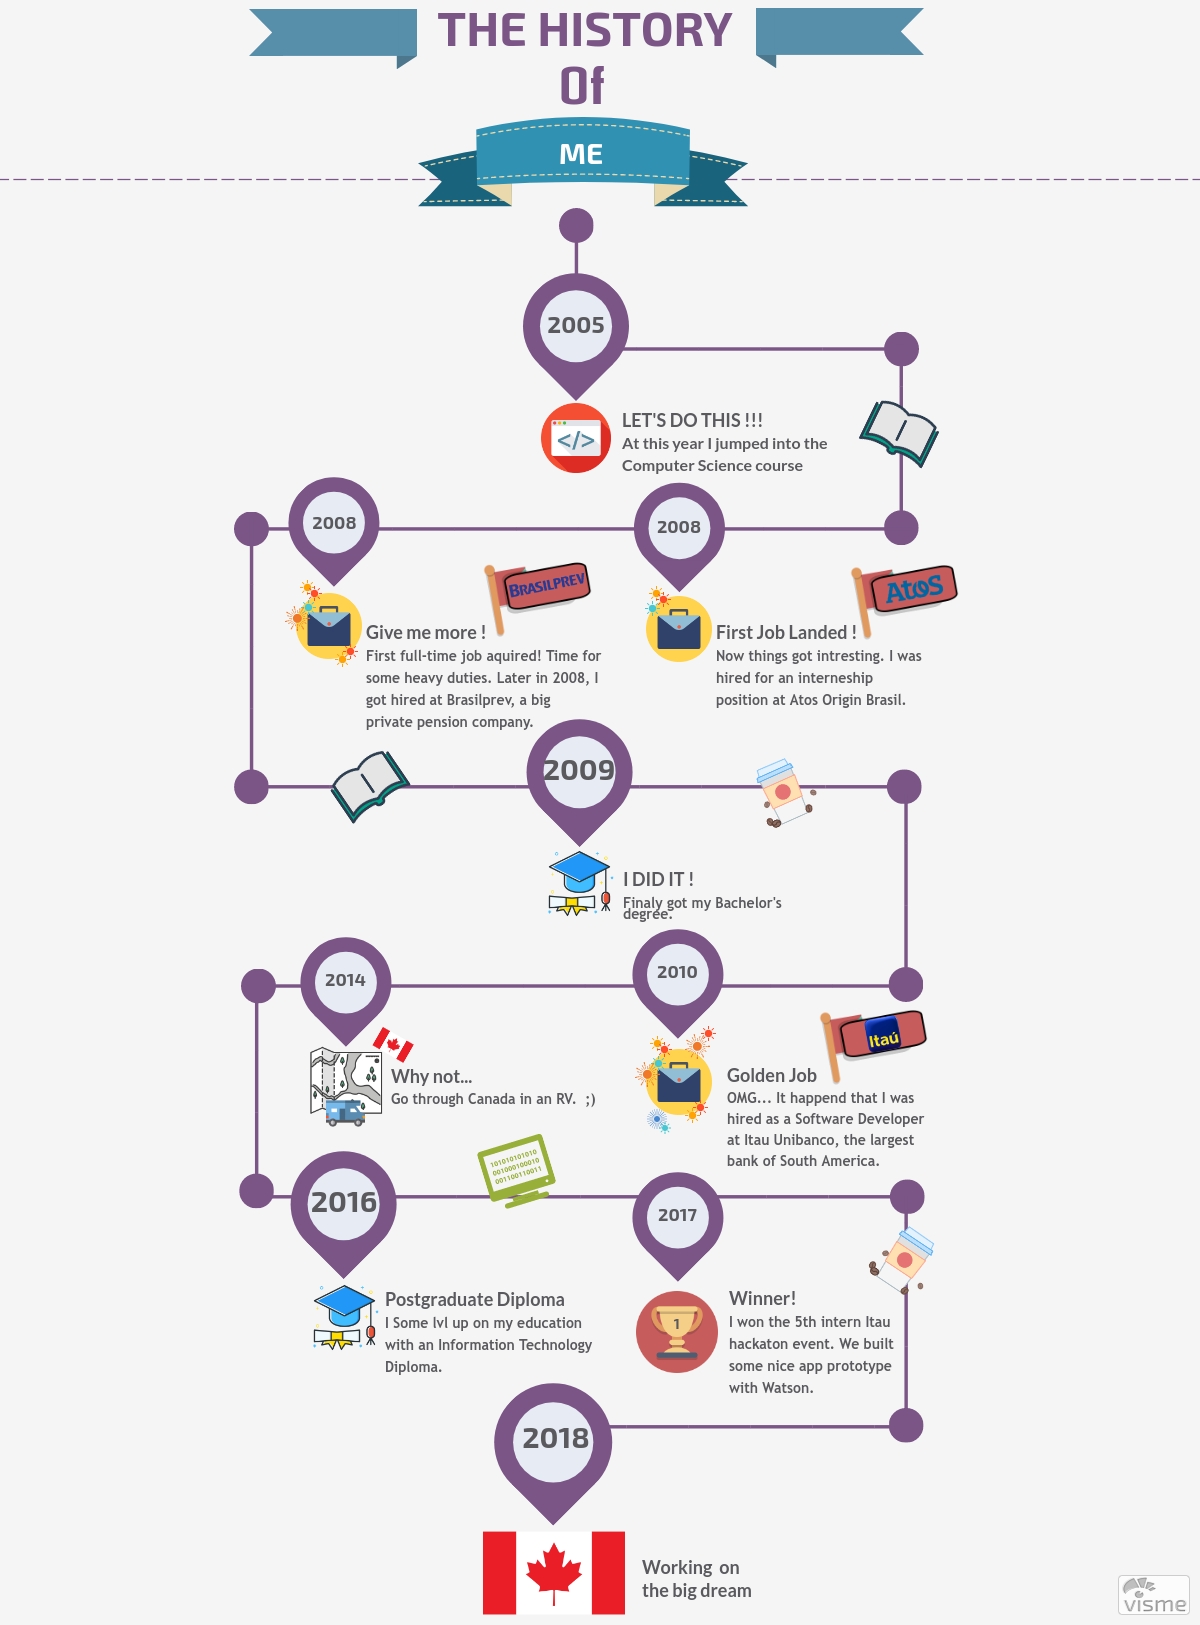 THE HISTORY
Of
ME
2005
</>
LET'S DO THIS !!!
At this year I jumped into the
Computer Science course
2008
ATOS
First Job Landed !
Now things got intresting. I was
hired for an interneship
position at Atos Origin Brasil.
2008
BRASILPREV
Give me more !
First full-time job aquired! Time for
some heavy duties. Later in 2008, I
got hired at Brasilprev, a big
private pension company.
2009
I DID IT !
Finaly got my Bachelor's
degree.
2010
Itaú
Golden Job
OMG... It happend that I was
hired as a Software Developer
at Itau Unibanco, the largest
bank of South America.
2014
Why not...
Go through Canada in an RV.  ;)
2016
Postgraduate Diploma
I Some lvl up on my education
with an Information Technology
Diploma.
101010101010
001000100010
001100110011
2017
1
Winner!
I won the 5th intern Itau
hackaton event. We built
some nice app prototype
with Watson.
2018
Working on
the big dream
visme